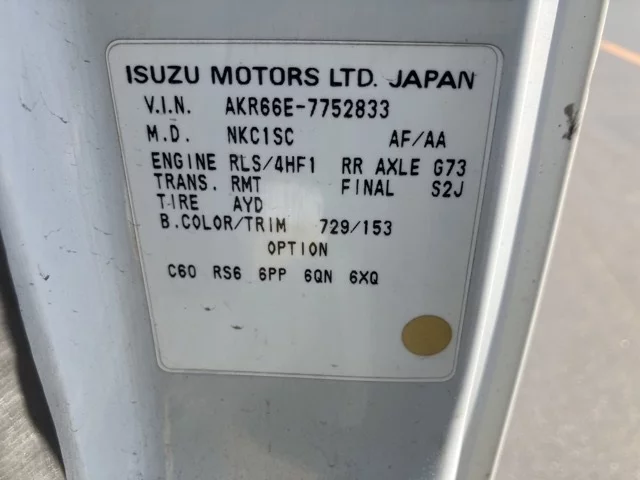 ISUZU MOTORS LTD. JAPAN
V.I.N. AKR66E-7752833
M.D. NKC1SC AF/AA
ENGINE RLS/4HF1 RR AXLE G73
TRANS. RMT FINAL S2J
TIRE AYD
B.COLOR/TRIM 729/153
OPTION
C60 RS6 6PP 6QN 6XQ